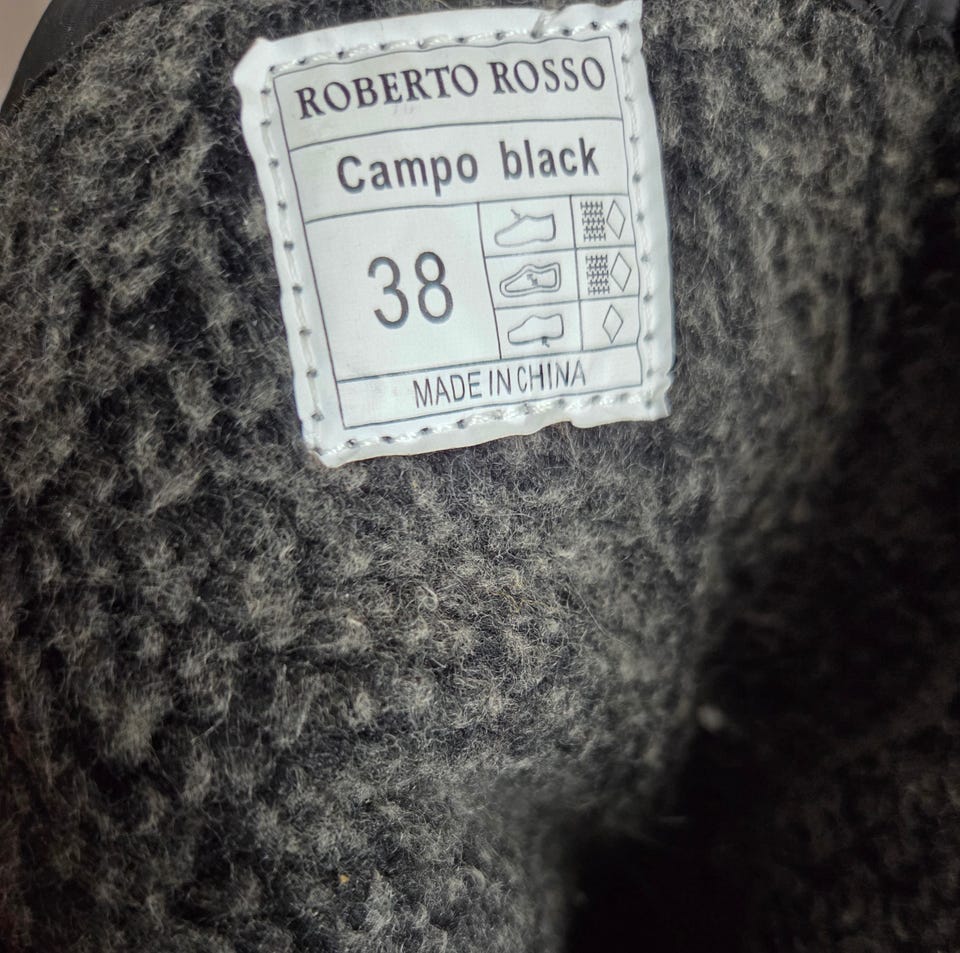 ROBERTO ROSSO
Campo black
38
MADE IN CHINA